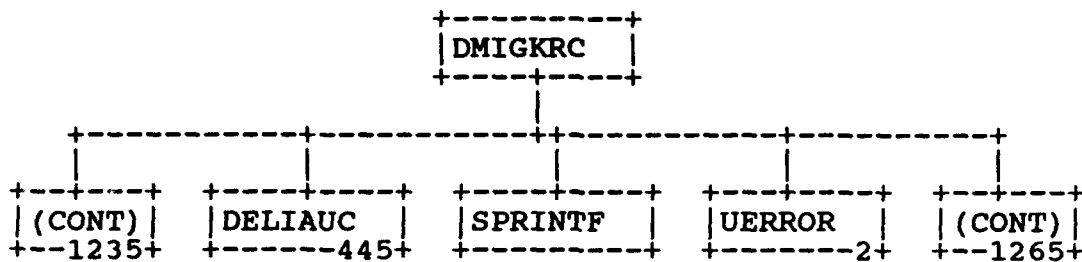 DMIGKRC
(CONT) DELIAUC SPRINTF UERROR (CONT)
1235 445 2 1265